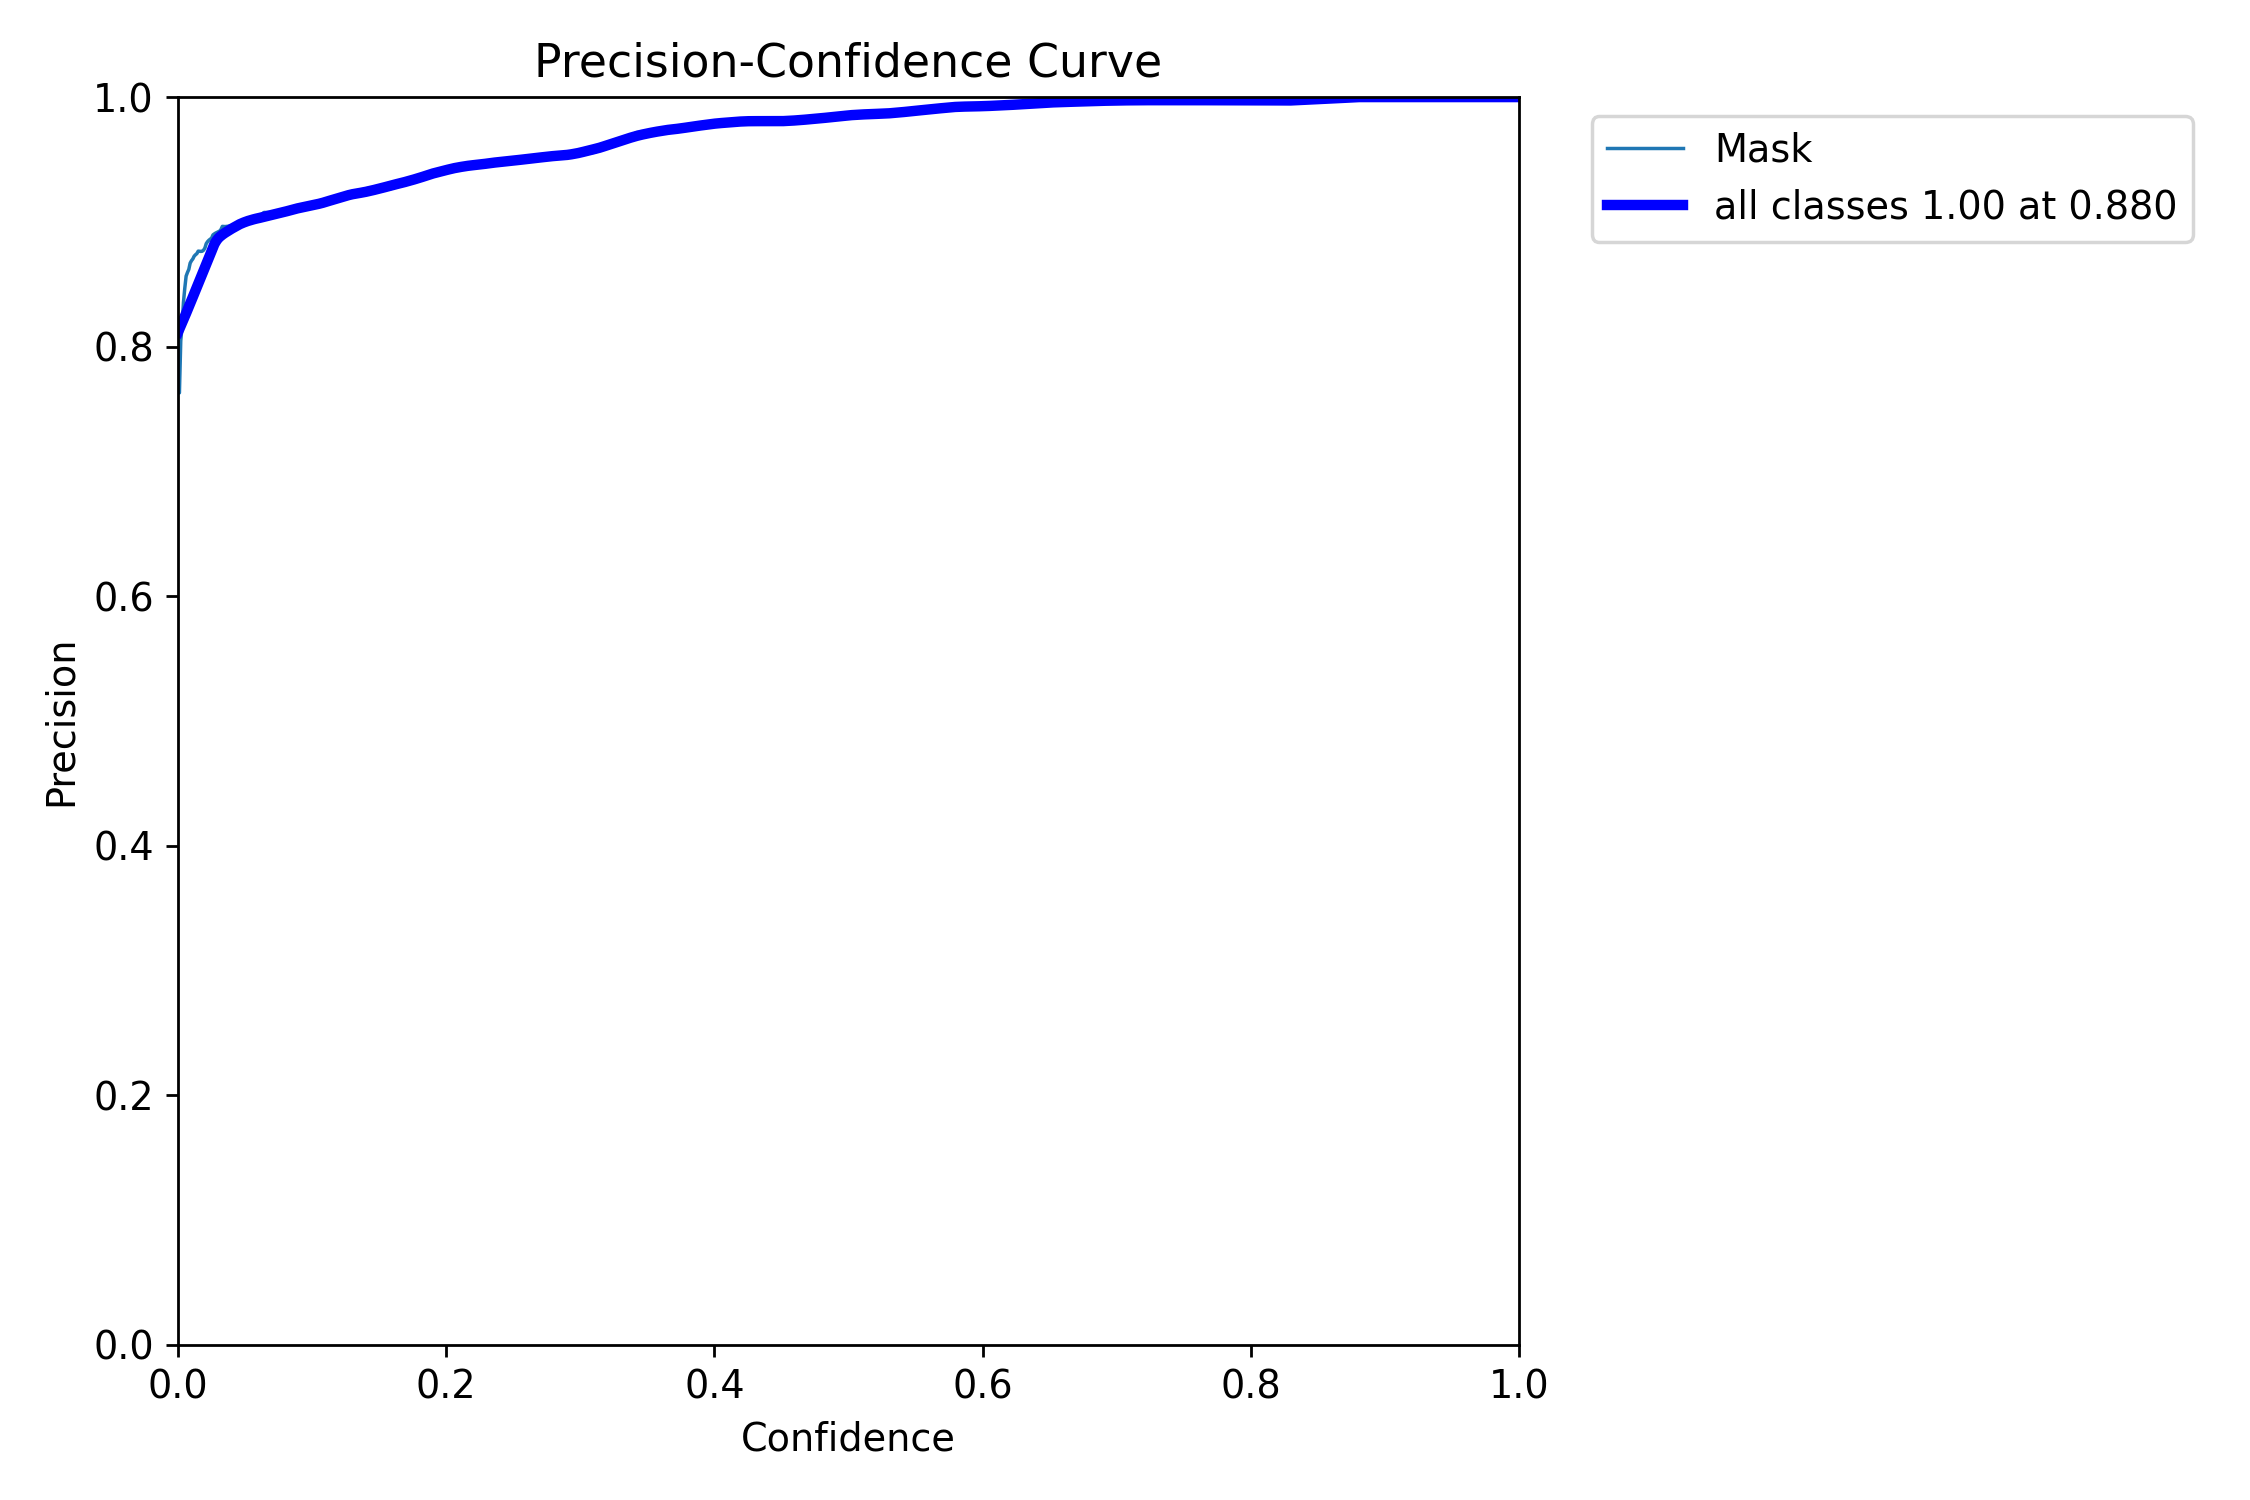 Precision-Confidence Curve
1.0
0.8
0.6
0.4
0.2
0.0
Precision
0.0 0.2 0.4 0.6 0.8 1.0
Confidence
Mask
all classes 1.00 at 0.880